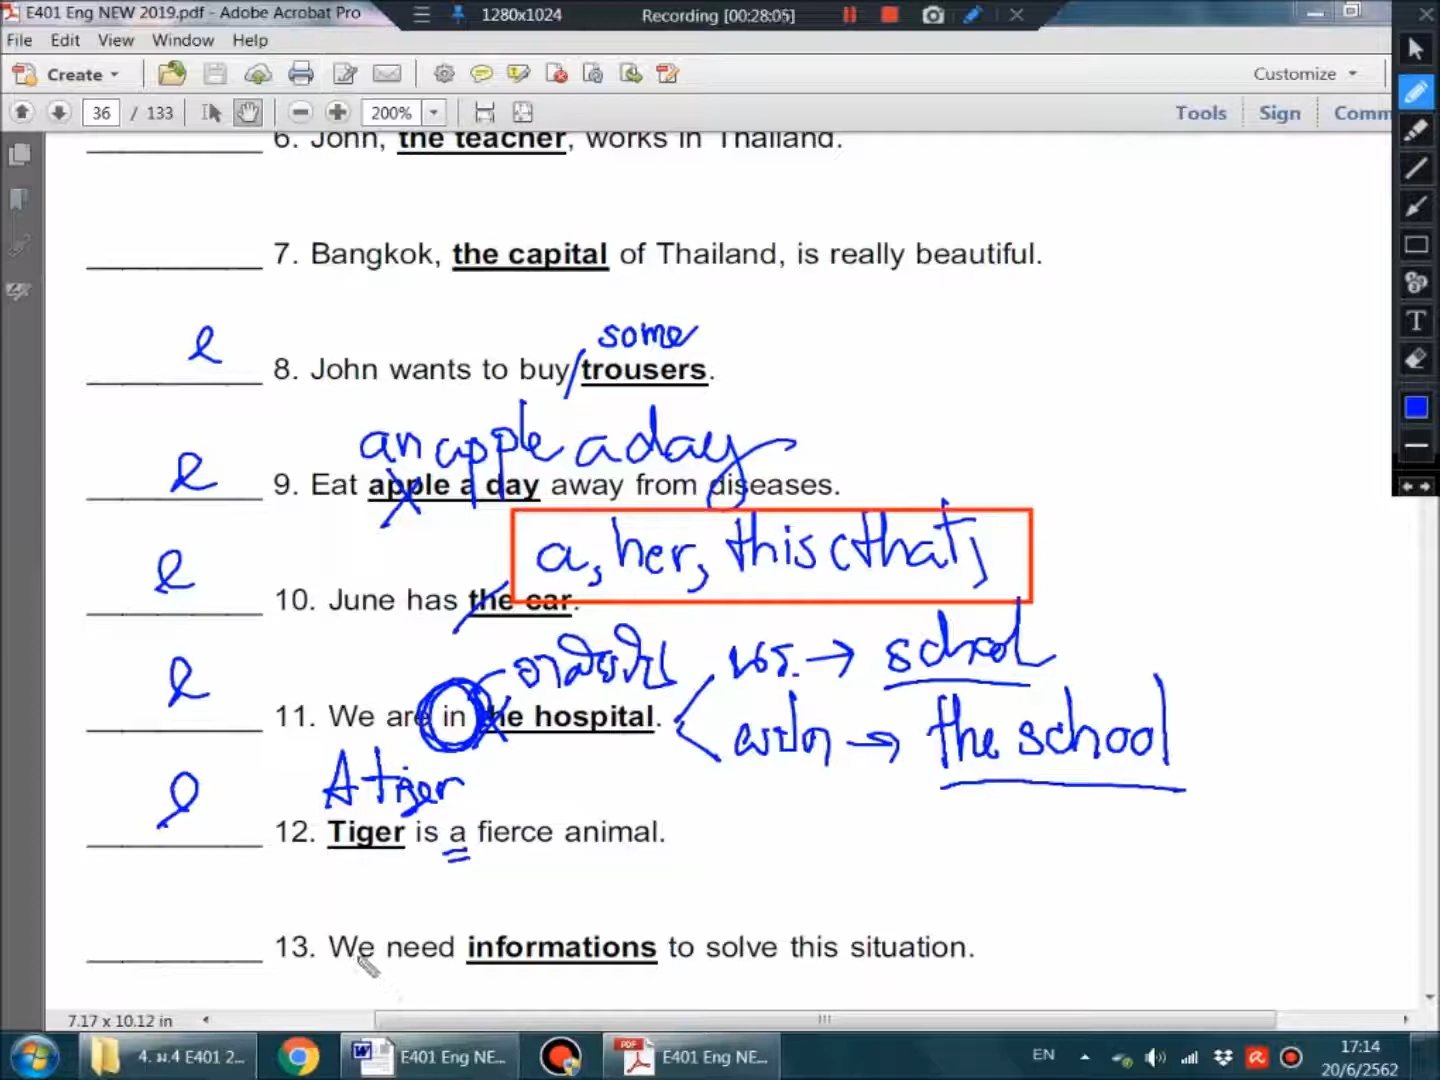 E401 Eng NEW 2019.pdf - Adobe Acrobat Pro
1280x1024
Recording [00:28:05]
File Edit View Window Help
Create
Customize
36 / 133
200%
Tools Sign Comm
6. John, the teacher, works in Thailand.
7. Bangkok, the capital of Thailand, is really beautiful.
some
8. John wants to buy trousers.
an apple a day
9. Eat apple a day away from diseases.
a, her, this (that,
10. June has the car.
นร. → school
11. We are in the hospital.
→ the school
A tiger
12. Tiger is a fierce animal.
13. We need informations to solve this situation.
7.17 x 10.12 in
4. ม.4 E401 2...
E401 Eng NE...
E401 Eng NE...
EN
17:14
20/6/2562